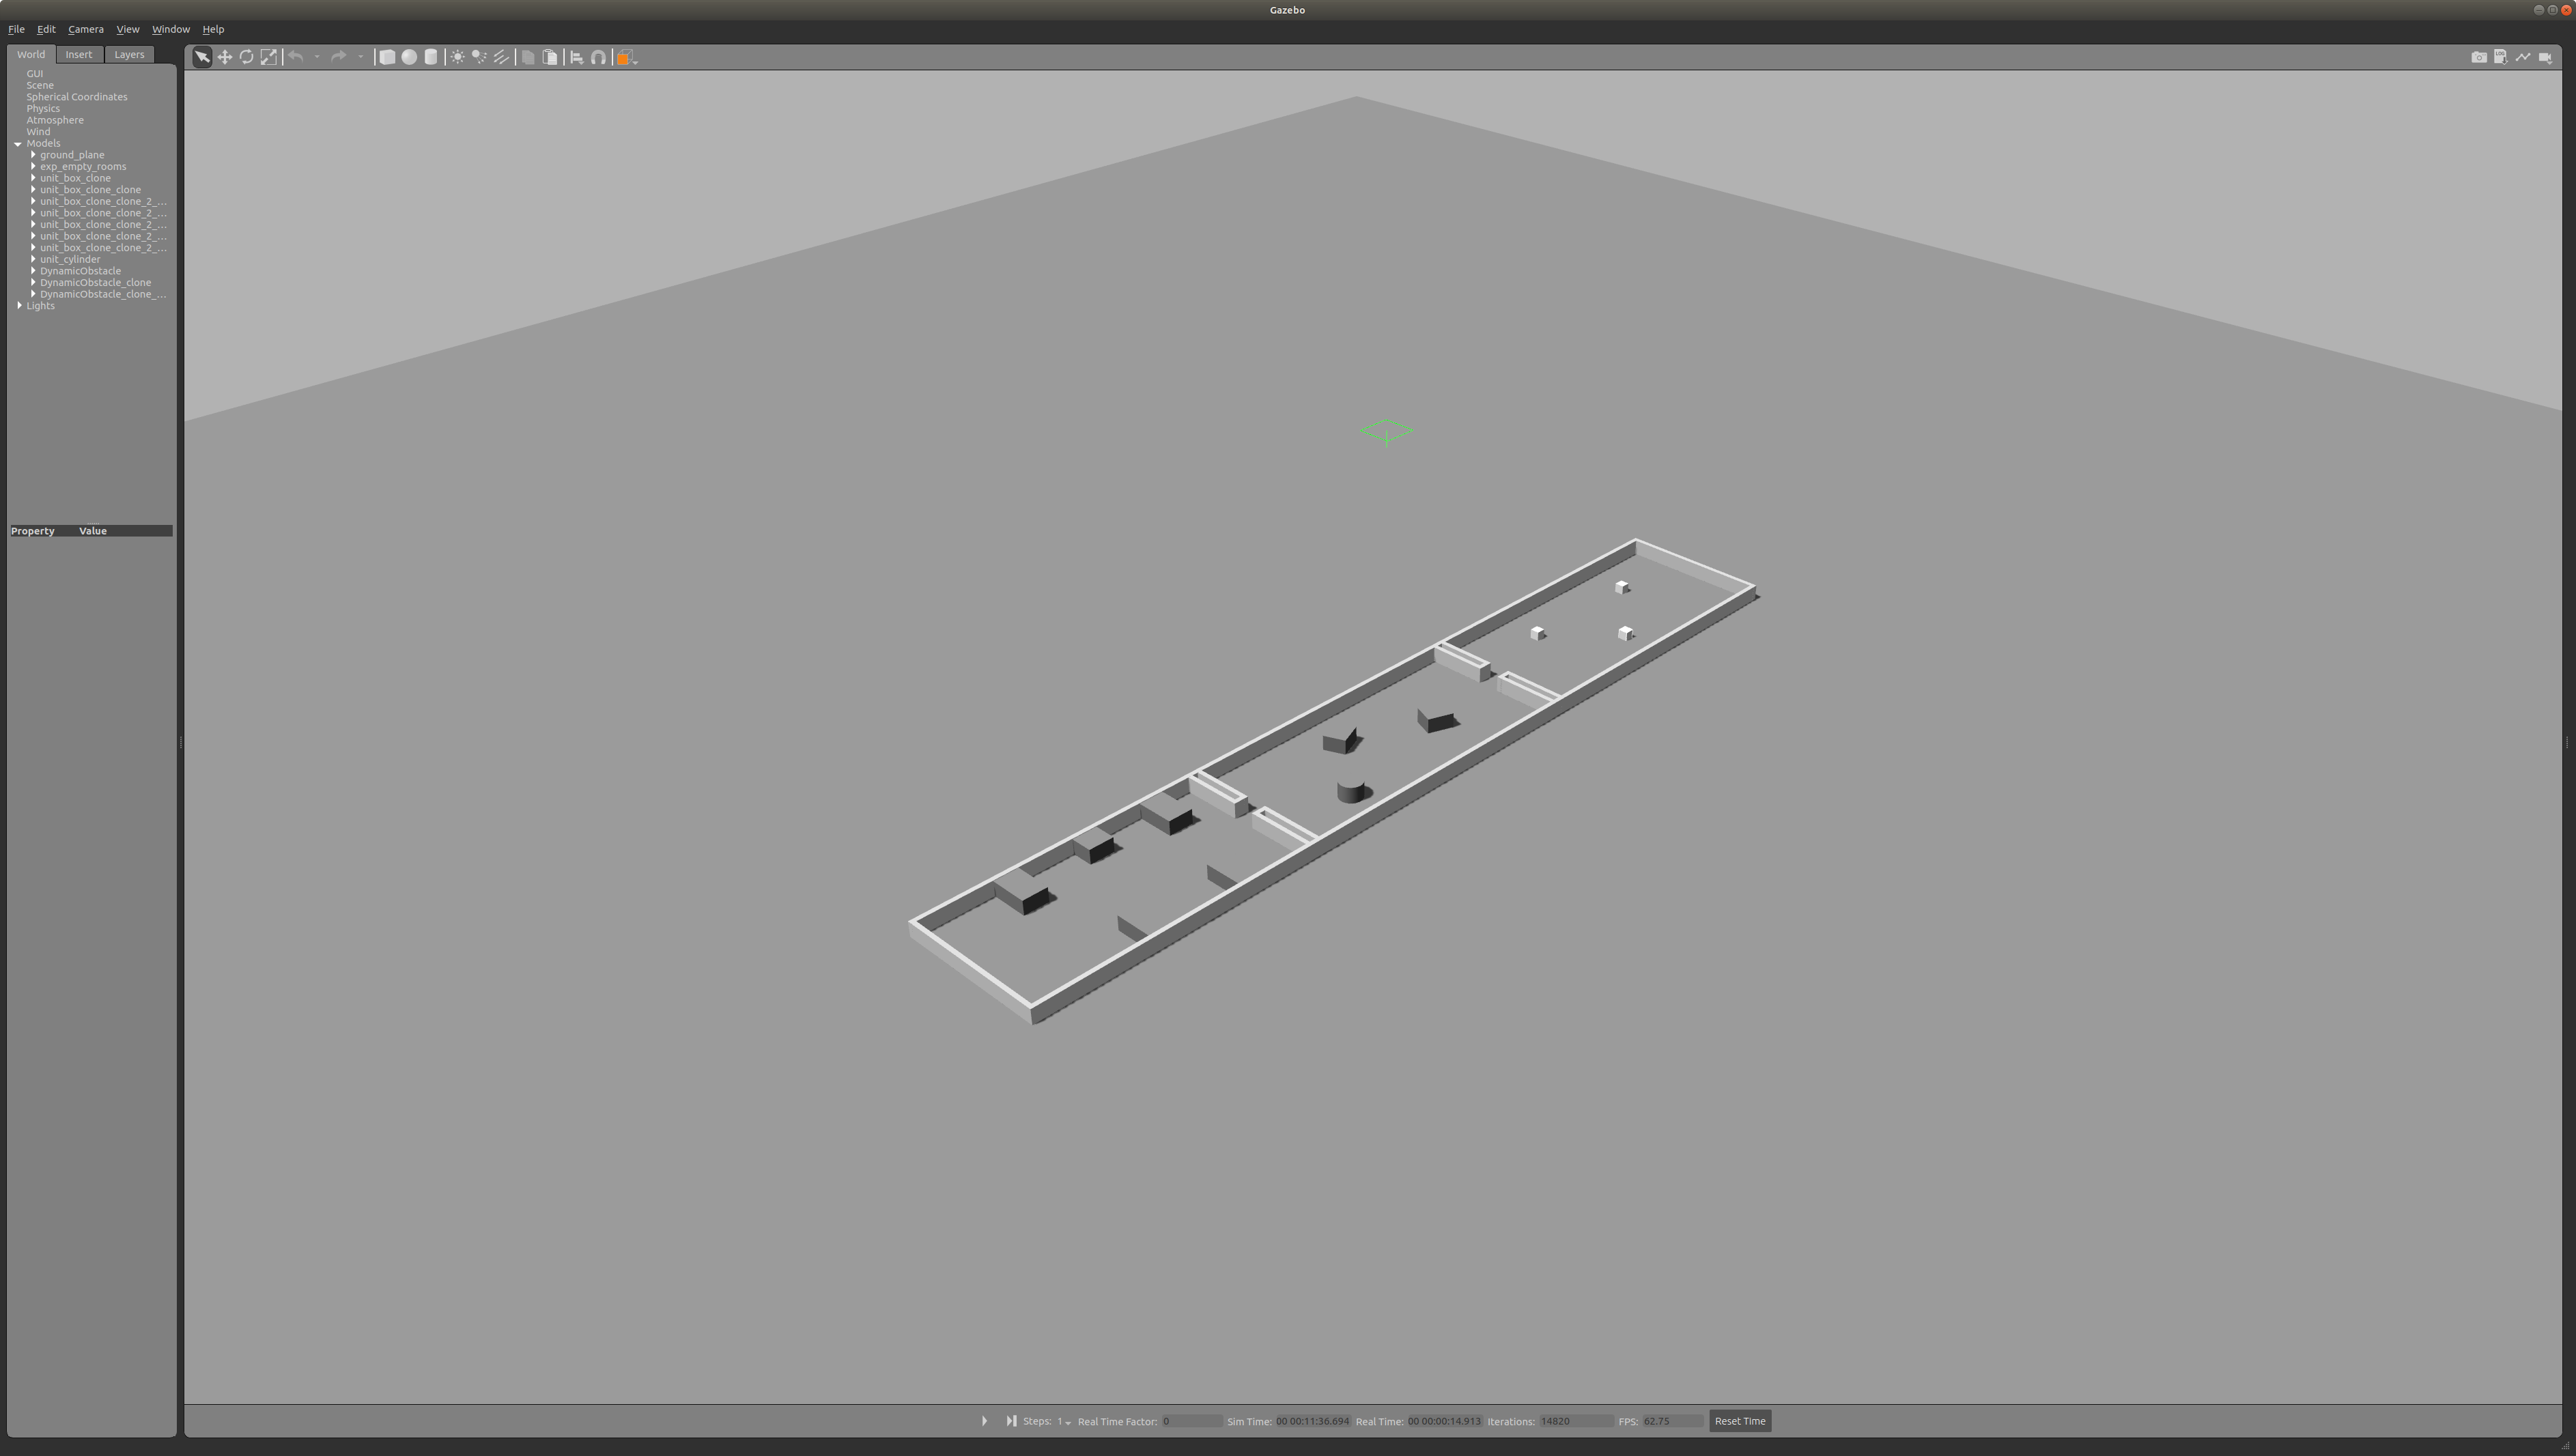 Gazebo
File Edit Camera View Window Help
World Insert Layers
GUI
Scene
Spherical Coordinates
Physics
Atmosphere
Wind
Models
ground_plane
exp_empty_rooms
unit_box_clone
unit_box_clone_clone
unit_box_clone_clone_2_...
unit_box_clone_clone_2_...
unit_box_clone_clone_2_...
unit_box_clone_clone_2_...
unit_box_clone_clone_2_...
unit_cylinder
DynamicObstacle
DynamicObstacle_clone
DynamicObstacle_clone_...
Lights
Property Value
LOG
Steps: 1 Real Time Factor: 0 Sim Time: 00 00:11:36.694 Real Time: 00 00:00:14.913 Iterations: 14820 FPS: 62.75 Reset Time